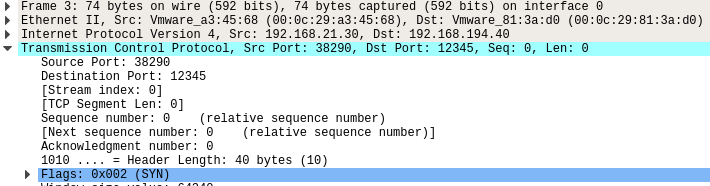 Frame 3: 74 bytes on wire (592 bits), 74 bytes captured (592 bits) on interface 0
Ethernet II, Src: Vmware_a3:45:68 (00:0c:29:a3:45:68), Dst: Vmware_81:3a:d0 (00:0c:29:81:3a:d0)
Internet Protocol Version 4, Src: 192.168.21.30, Dst: 192.168.194.40
Transmission Control Protocol, Src Port: 38290, Dst Port: 12345, Seq: 0, Len: 0
Source Port: 38290
Destination Port: 12345
[Stream index: 0]
[TCP Segment Len: 0]
Sequence number: 0    (relative sequence number)
[Next sequence number: 0    (relative sequence number)]
Acknowledgment number: 0
1010 .... = Header Length: 40 bytes (10)
Flags: 0x002 (SYN)
Window size value: 64240